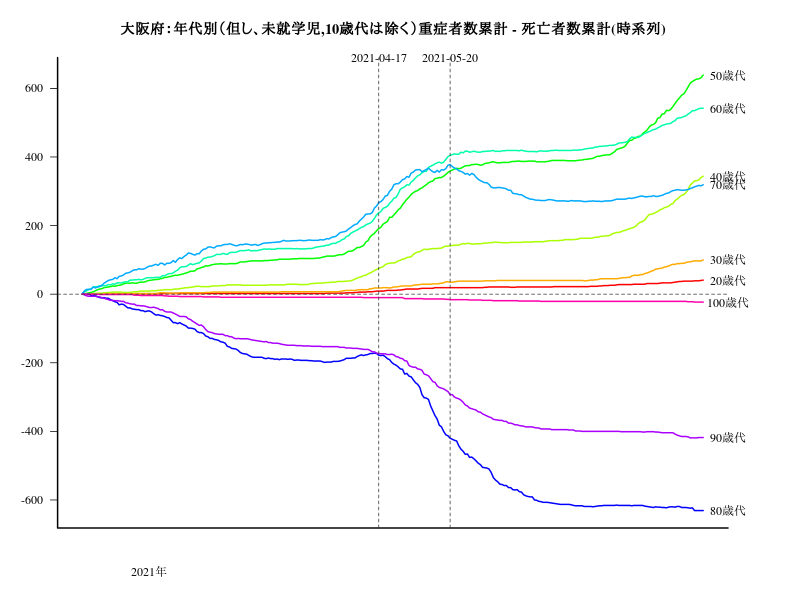 大阪府：年代別（但し、未就学児,10歳代は除く）重症者数累計 - 死亡者数累計(時系列)
2021-04-17 2021-05-20
600
400
200
0
-200
-400
-600
50歳代
60歳代
40歳代
70歳代
30歳代
20歳代
100歳代
90歳代
80歳代
2021年